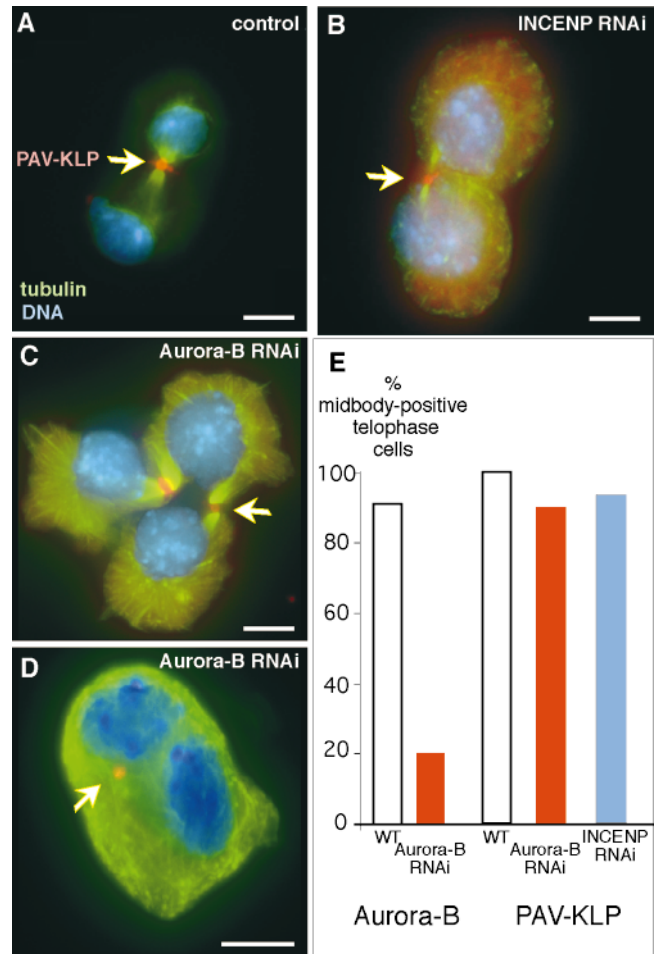 A
control
PAV-KLP
tubulin
DNA
B
INCENP RNAi
C
Aurora-B RNAi
D
Aurora-B RNAi
E
%
midbody-positive
telophase
cells
100
80
60
40
20
0
WT
Aurora-B
RNAi
WT
Aurora-B
RNAi
INCENP
RNAi
Aurora-B
PAV-KLP